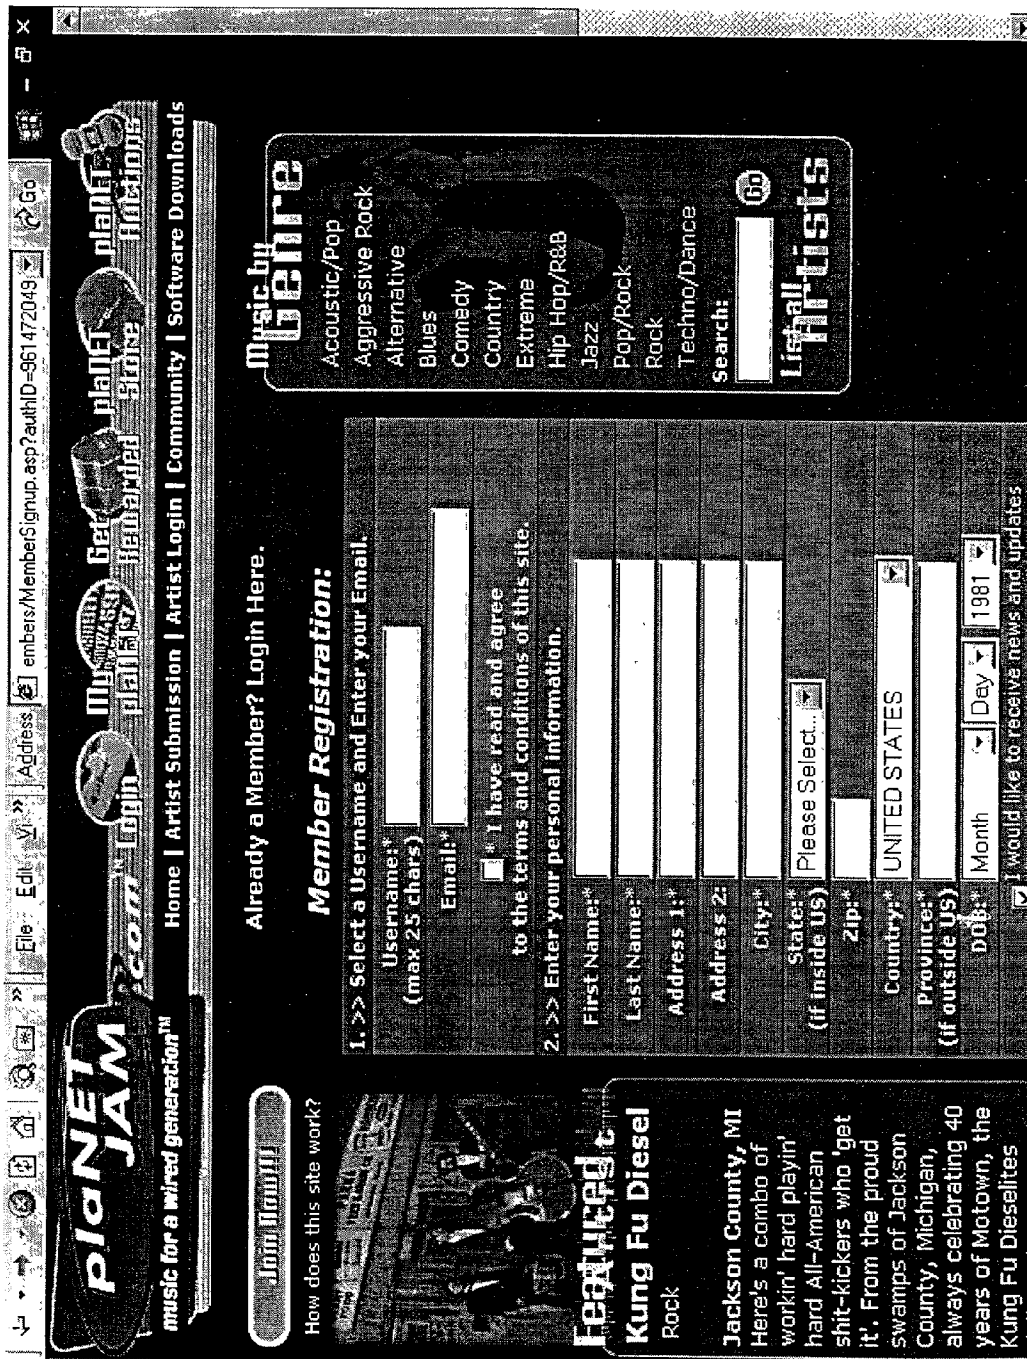 File Edit Vi » Address embers/MemberSignup.asp?authID=961472049 Go
plaNET JAM .com™
music for a wired generation™
Login My plaNET Get Rewarded plaNET Store plaNET Auctions
Home | Artist Submission | Artist Login | Community | Software Downloads
Join Now!!!
How does this site work?
Featured
Kung Fu Diesel
Rock
Jackson County, MI
Here's a combo of
workin' hard playin'
hard All-American
shit-kickers who 'get
it'. From the proud
swamps of Jackson
County, Michigan,
always celebrating 40
years of Motown, the
Kung Fu Dieselites
Already a Member? Login Here.
Member Registration:
1. >> Select a Username and Enter your Email.
Username:*
(max 25 chars)
Email:*
* I have read and agree
to the terms and conditions of this site.
2. >> Enter your personal information.
First Name:*
Last Name:*
Address 1:*
Address 2:
City:*
State:* Please Select...
(if inside US)
Zip:*
Country:* UNITED STATES
Province:*
(if outside US)
DOB:* Month Day 1981
I would like to receive news and updates
Music by
Genre
Acoustic/Pop
Aggressive Rock
Alternative
Blues
Comedy
Country
Extreme
Hip Hop/R&B
Jazz
Pop/Rock
Rock
Techno/Dance
Search:
Go
List all
Artists